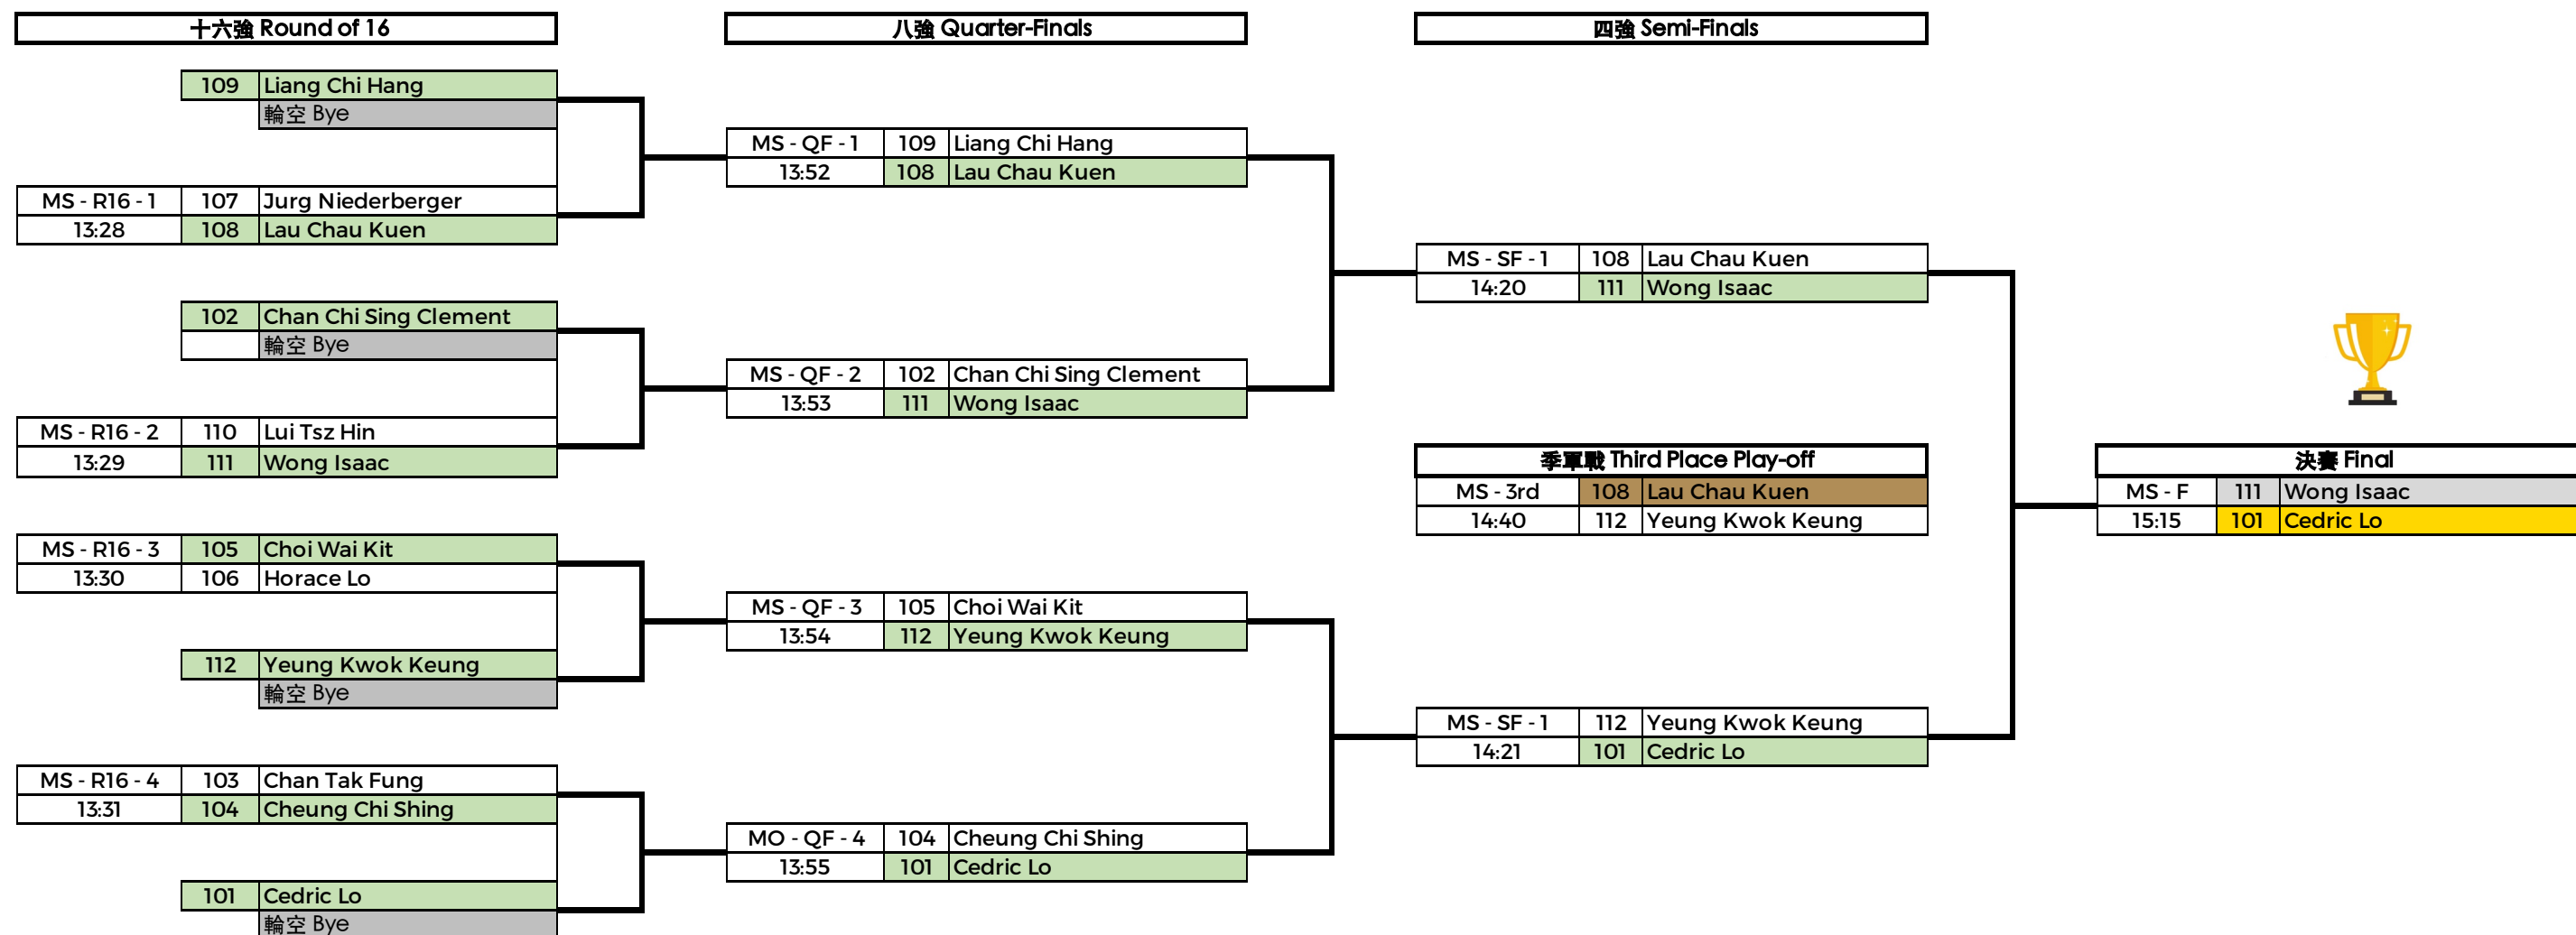 十六強 Round of 16
109 Liang Chi Hang
輪空 Bye
MS - R16 - 1 107 Jurg Niederberger
13:28 108 Lau Chau Kuen
102 Chan Chi Sing Clement
輪空 Bye
MS - R16 - 2 110 Lui Tsz Hin
13:29 111 Wong Isaac
MS - R16 - 3 105 Choi Wai Kit
13:30 106 Horace Lo
112 Yeung Kwok Keung
輪空 Bye
MS - R16 - 4 103 Chan Tak Fung
13:31 104 Cheung Chi Shing
101 Cedric Lo
輪空 Bye
八強 Quarter-Finals
MS - QF - 1 109 Liang Chi Hang
13:52 108 Lau Chau Kuen
MS - QF - 2 102 Chan Chi Sing Clement
13:53 111 Wong Isaac
MS - QF - 3 105 Choi Wai Kit
13:54 112 Yeung Kwok Keung
MO - QF - 4 104 Cheung Chi Shing
13:55 101 Cedric Lo
四強 Semi-Finals
MS - SF - 1 108 Lau Chau Kuen
14:20 111 Wong Isaac
季軍戰 Third Place Play-off
MS - 3rd 108 Lau Chau Kuen
14:40 112 Yeung Kwok Keung
MS - SF - 1 112 Yeung Kwok Keung
14:21 101 Cedric Lo
決賽 Final
MS - F 111 Wong Isaac
15:15 101 Cedric Lo